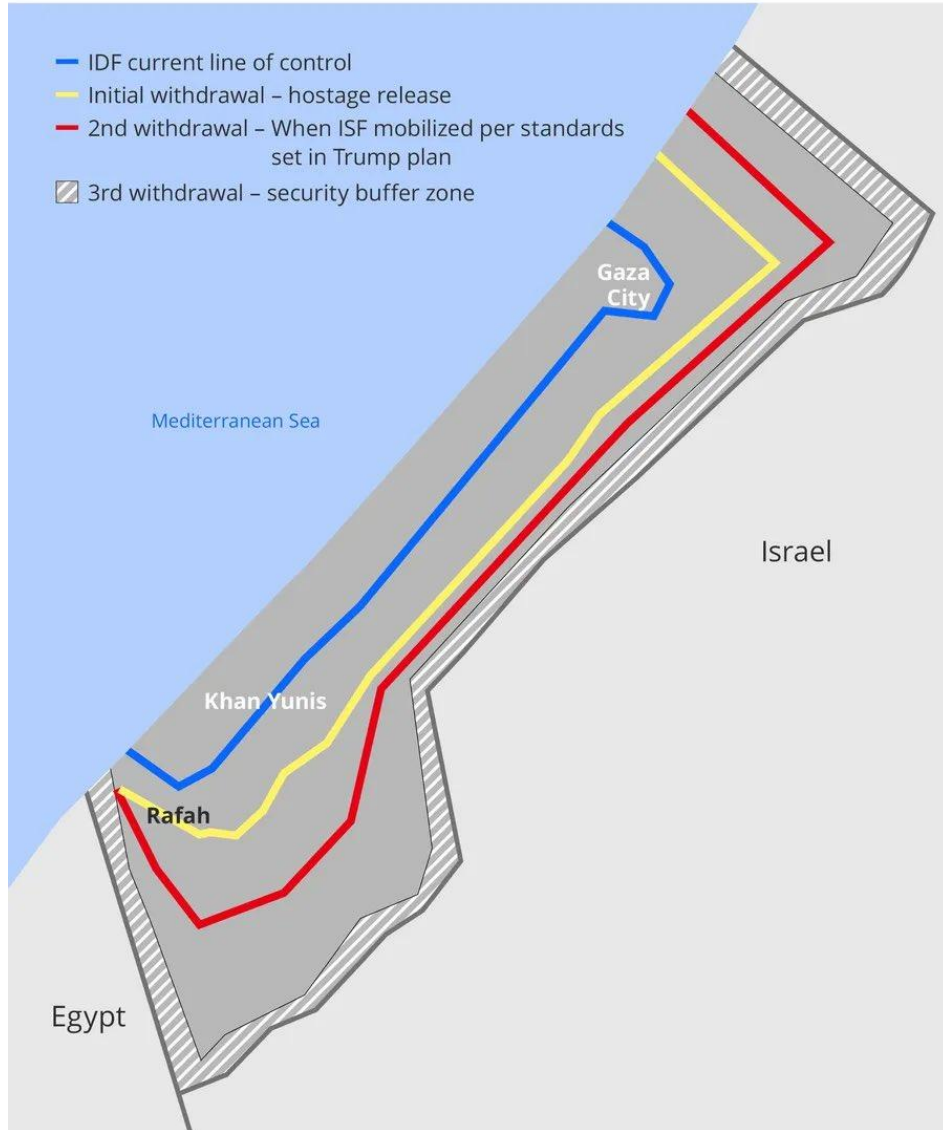 IDF current line of control
Initial withdrawal – hostage release
2nd withdrawal – When ISF mobilized per standards
set in Trump plan
3rd withdrawal – security buffer zone
Gaza
City
Mediterranean Sea
Israel
Khan Yunis
Rafah
Egypt